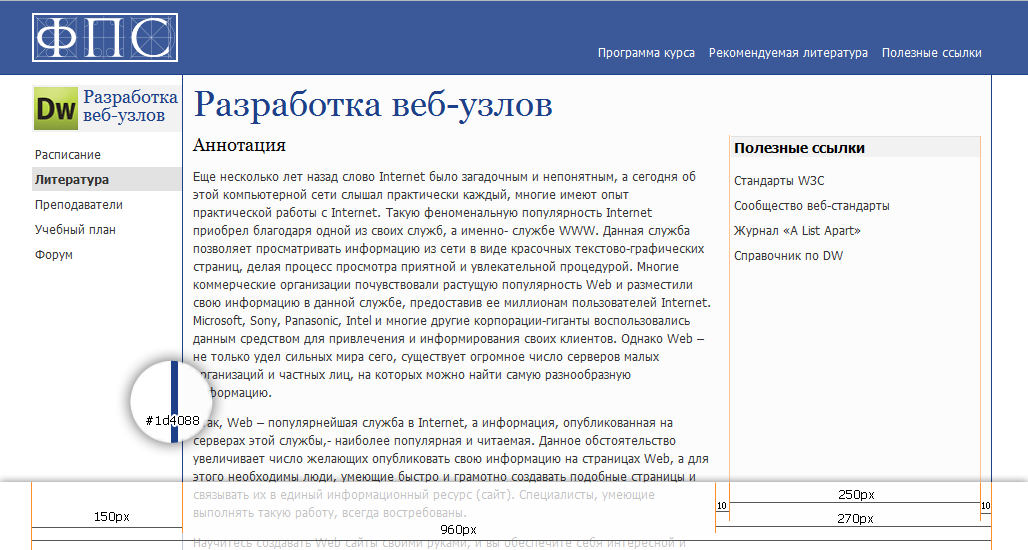 ФПС
Программа курса Рекомендуемая литература Полезные ссылки
Dw
Разработка
веб-узлов
Расписание
Литература
Преподаватели
Учебный план
Форум
Разработка веб-узлов
Аннотация
Еще несколько лет назад слово Internet было загадочным и непонятным, а сегодня об
этой компьютерной сети слышал практически каждый, многие имеют опыт
практической работы с Internet. Такую феноменальную популярность Internet
приобрел благодаря одной из своих служб, а именно- службе WWW. Данная служба
позволяет просматривать информацию из сети в виде красочных текстово-графических
страниц, делая процесс просмотра приятной и увлекательной процедурой. Многие
коммерческие организации почувствовали растущую популярность Web и разместили
свою информацию в данной службе, предоставив ее миллионам пользователей Internet.
Microsoft, Sony, Panasonic, Intel и многие другие корпорации-гиганты воспользовались
данным средством для привлечения и информирования своих клиентов. Однако Web –
не только удел сильных мира сего, существует огромное число серверов малых
организаций и частных лиц, на которых можно найти самую разнообразную
информацию.
так, Web – популярнейшая служба в Internet, а информация, опубликованная на
серверах этой службы,- наиболее популярная и читаемая. Данное обстоятельство
увеличивает число желающих опубликовать свою информацию на страницах Web, а для
этого необходимы люди, умеющие быстро и грамотно создавать подобные страницы и
связывать их в единый информационный ресурс (сайт). Специалисты, умеющие
выполнять такую работу, всегда востребованы.
Научитесь создавать Web сайты своими руками, и вы обеспечите себя интересной и
Полезные ссылки
Стандарты W3C
Сообщество веб-стандарты
Журнал «A List Apart»
Справочник по DW
#1d4088
150px
960px
10
250px
10
270px